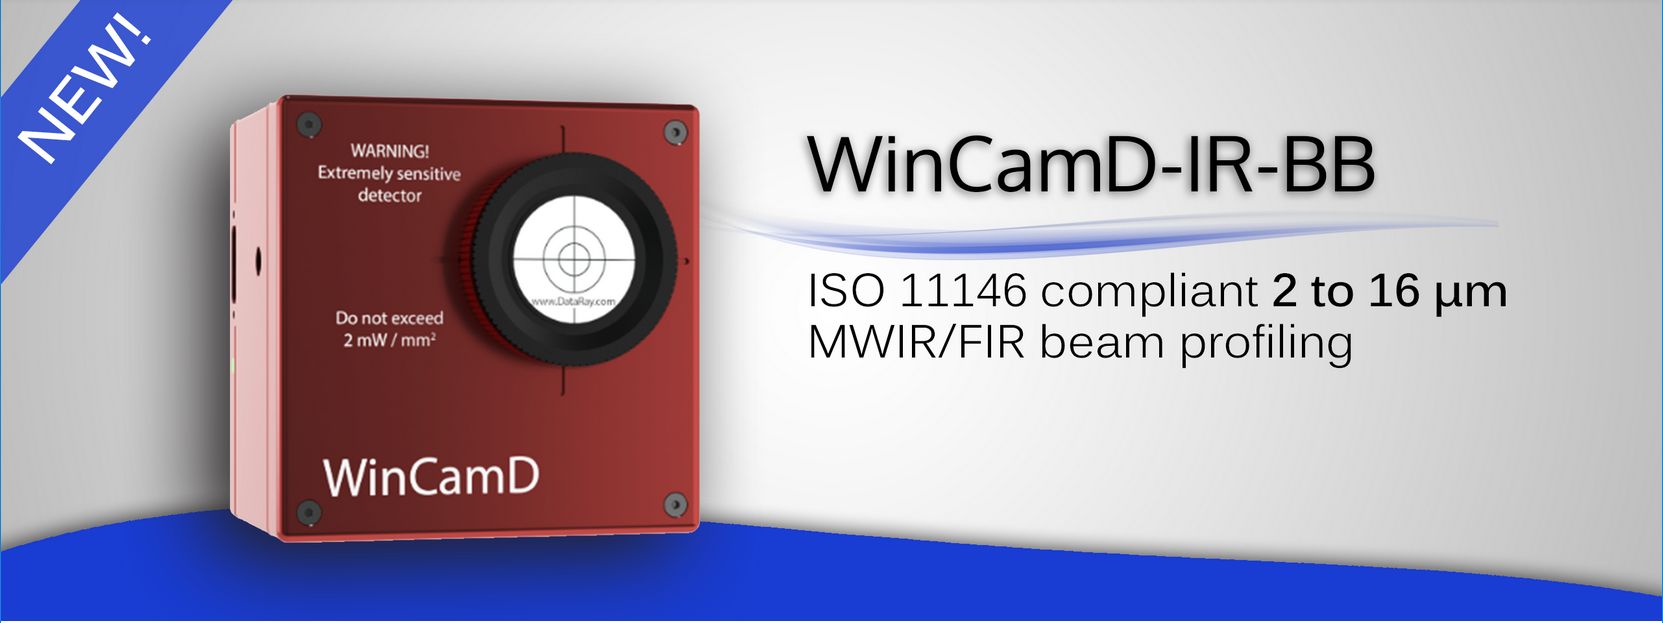 NEW!
WARNING!
Extremely sensitive
detector
www.DataRay.com
Do not exceed
2 mW / mm²
WinCamD
WinCamD-IR-BB
ISO 11146 compliant 2 to 16 µm
MWIR/FIR beam profiling